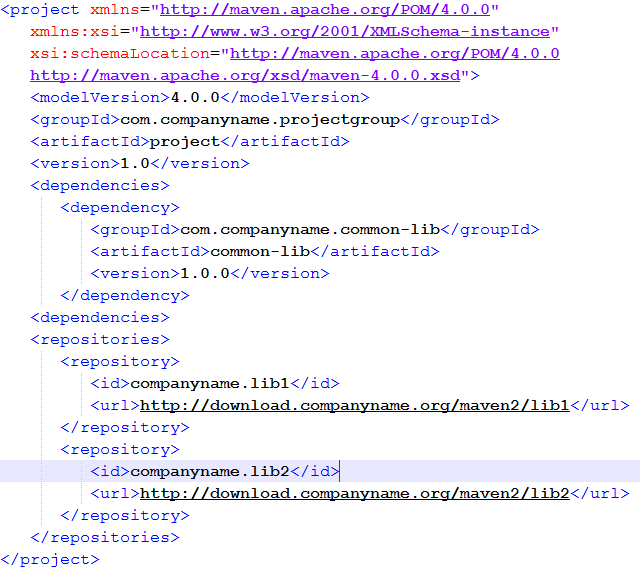 <project xmlns="http://maven.apache.org/POM/4.0.0"
xmlns:xsi="http://www.w3.org/2001/XMLSchema-instance"
xsi:schemaLocation="http://maven.apache.org/POM/4.0.0
http://maven.apache.org/xsd/maven-4.0.0.xsd">
<modelVersion>4.0.0</modelVersion>
<groupId>com.companyname.projectgroup</groupId>
<artifactId>project</artifactId>
<version>1.0</version>
<dependencies>
<dependency>
<groupId>com.companyname.common-lib</groupId>
<artifactId>common-lib</artifactId>
<version>1.0.0</version>
</dependency>
<dependencies>
<repositories>
<repository>
<id>companyname.lib1</id>
<url>http://download.companyname.org/maven2/lib1</url>
</repository>
<repository>
<id>companyname.lib2</id>
<url>http://download.companyname.org/maven2/lib2</url>
</repository>
</repositories>
</project>